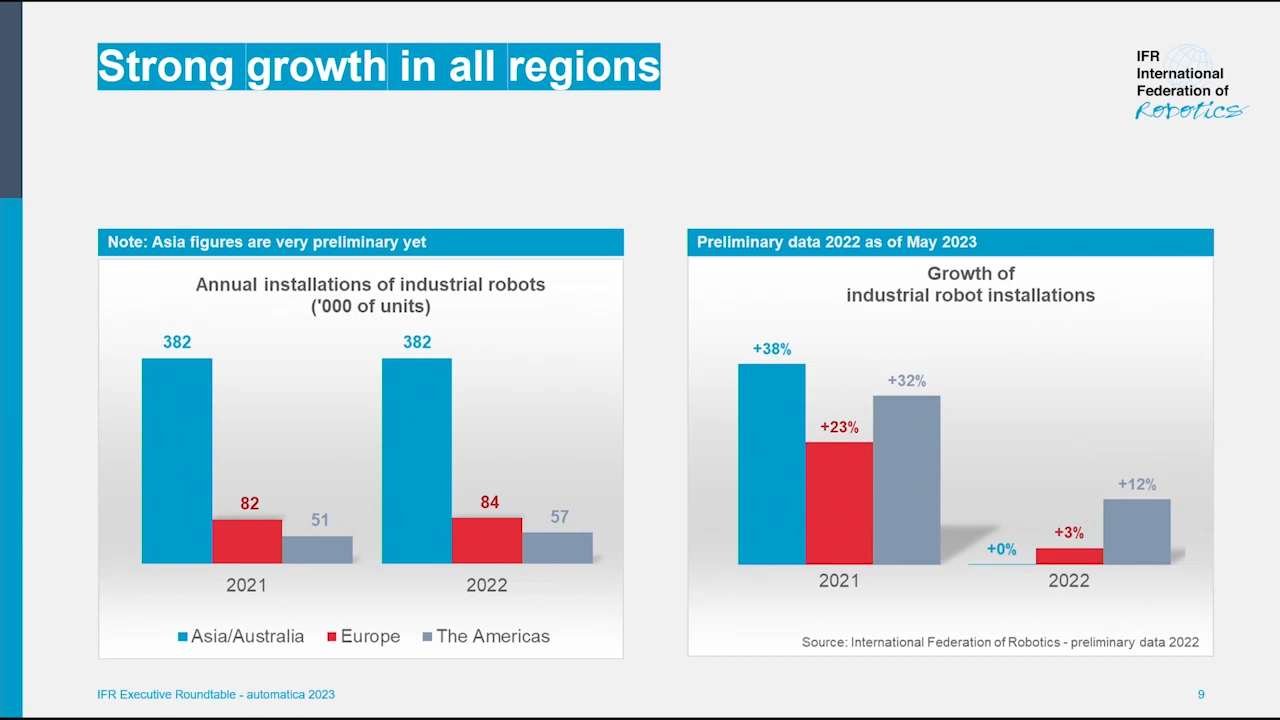 Strong growth in all regions
IFR
International
Federation of
Robotics
Note: Asia figures are very preliminary yet
Annual installations of industrial robots
('000 of units)
382
82
51
382
84
57
2021
2022
Asia/Australia
Europe
The Americas
Preliminary data 2022 as of May 2023
Growth of
industrial robot installations
+38%
+23%
+32%
+0%
+3%
+12%
2021
2022
Source: International Federation of Robotics - preliminary data 2022
IFR Executive Roundtable - automatica 2023
9